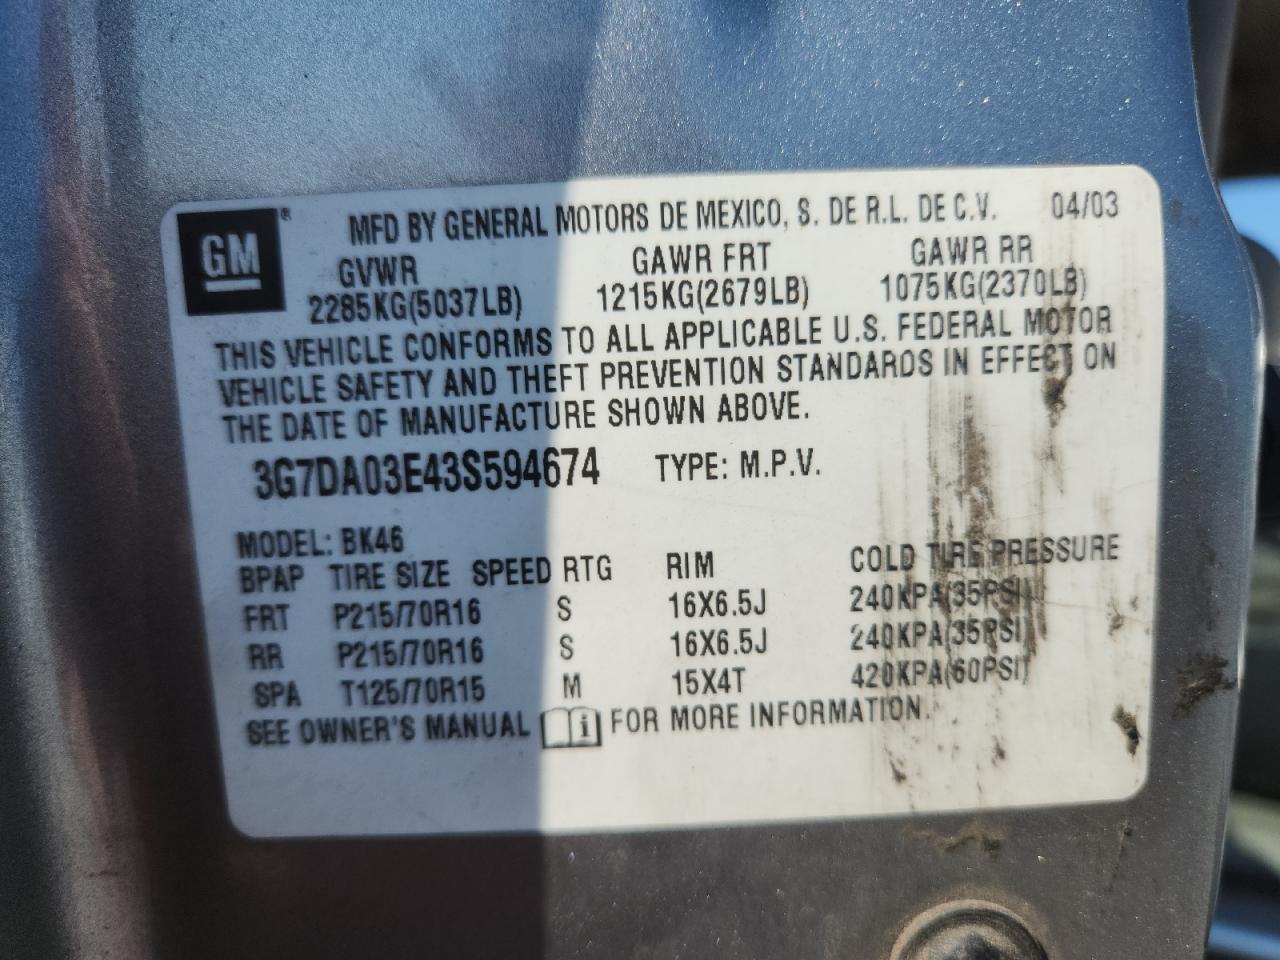 GM ® MFD BY GENERAL MOTORS DE MEXICO, S. DE R.L. DE C.V. 04/03
GVWR GAWR FRT GAWR RR
2285KG(5037LB) 1215KG(2679LB) 1075KG(2370LB)
THIS VEHICLE CONFORMS TO ALL APPLICABLE U.S. FEDERAL MOTOR
VEHICLE SAFETY AND THEFT PREVENTION STANDARDS IN EFFECT ON
THE DATE OF MANUFACTURE SHOWN ABOVE.
3G7DA03E43S594674 TYPE: M.P.V.
MODEL: BK46
BPAP TIRE SIZE SPEED RTG RIM COLD TIRE PRESSURE
FRT P215/70R16 S 16X6.5J 240KPA(35PSI)
RR P215/70R16 S 16X6.5J 240KPA(35PSI)
SPA T125/70R15 M 15X4T 420KPA(60PSI)
SEE OWNER'S MANUAL i FOR MORE INFORMATION.